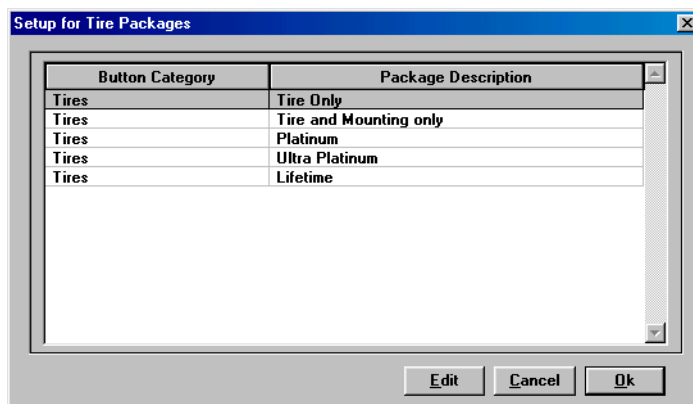 Setup for Tire Packages
Button Category Package Description
Tires Tire Only
Tires Tire and Mounting only
Tires Platinum
Tires Ultra Platinum
Tires Lifetime
Edit Cancel Ok